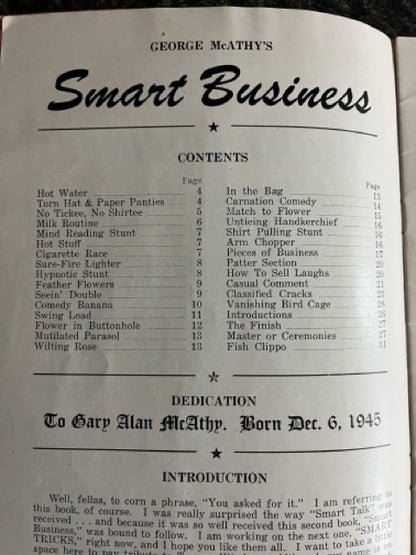 GEORGE McATHY'S
Smart Business
CONTENTS
Page
Hot Water 4
Torn Hat & Paper Panties 4
No Tickee, No Shirtee 5
Milk Routine 6
Mind Reading Stunt 7
Hot Stuff 7
Cigarette Race 7
Sure-Fire Lighter 8
Hypnotic Stunt 8
Feather Flowers 9
Seein' Double 9
Comedy Banana 10
Swing Load 11
Flower in Buttonhole 12
Mutilated Parasol 13
Wilting Rose 13
Page
In the Bag 13
Carnation Comedy 14
Match to Flower 15
Untieing Handkerchief 16
Shirt Pulling Stunt 16
Arm Chopper 16
Pieces of Business 17
Patter Section 20
How To Sell Laughs 20
Casual Comment 21
Classified Cracks 23
Vanishing Bird Cage 26
Introductions 26
The Finish 27
Master or Ceremonies 27
Fish Clippo 31
DEDICATION
To Gary Alan McAthy. Born Dec. 6, 1945
INTRODUCTION
Well, fellas, to corn a phrase, "You asked for it." I am referring to
this book, of course. I was really surprised the way "Smart Talk" was
received . . . and because it was so well received this second book, "Smart
Business," was bound to follow. I am working on the next one, "SMART
TRICKS," right now, and I hope you like them all. I want to take a little
space here to pay